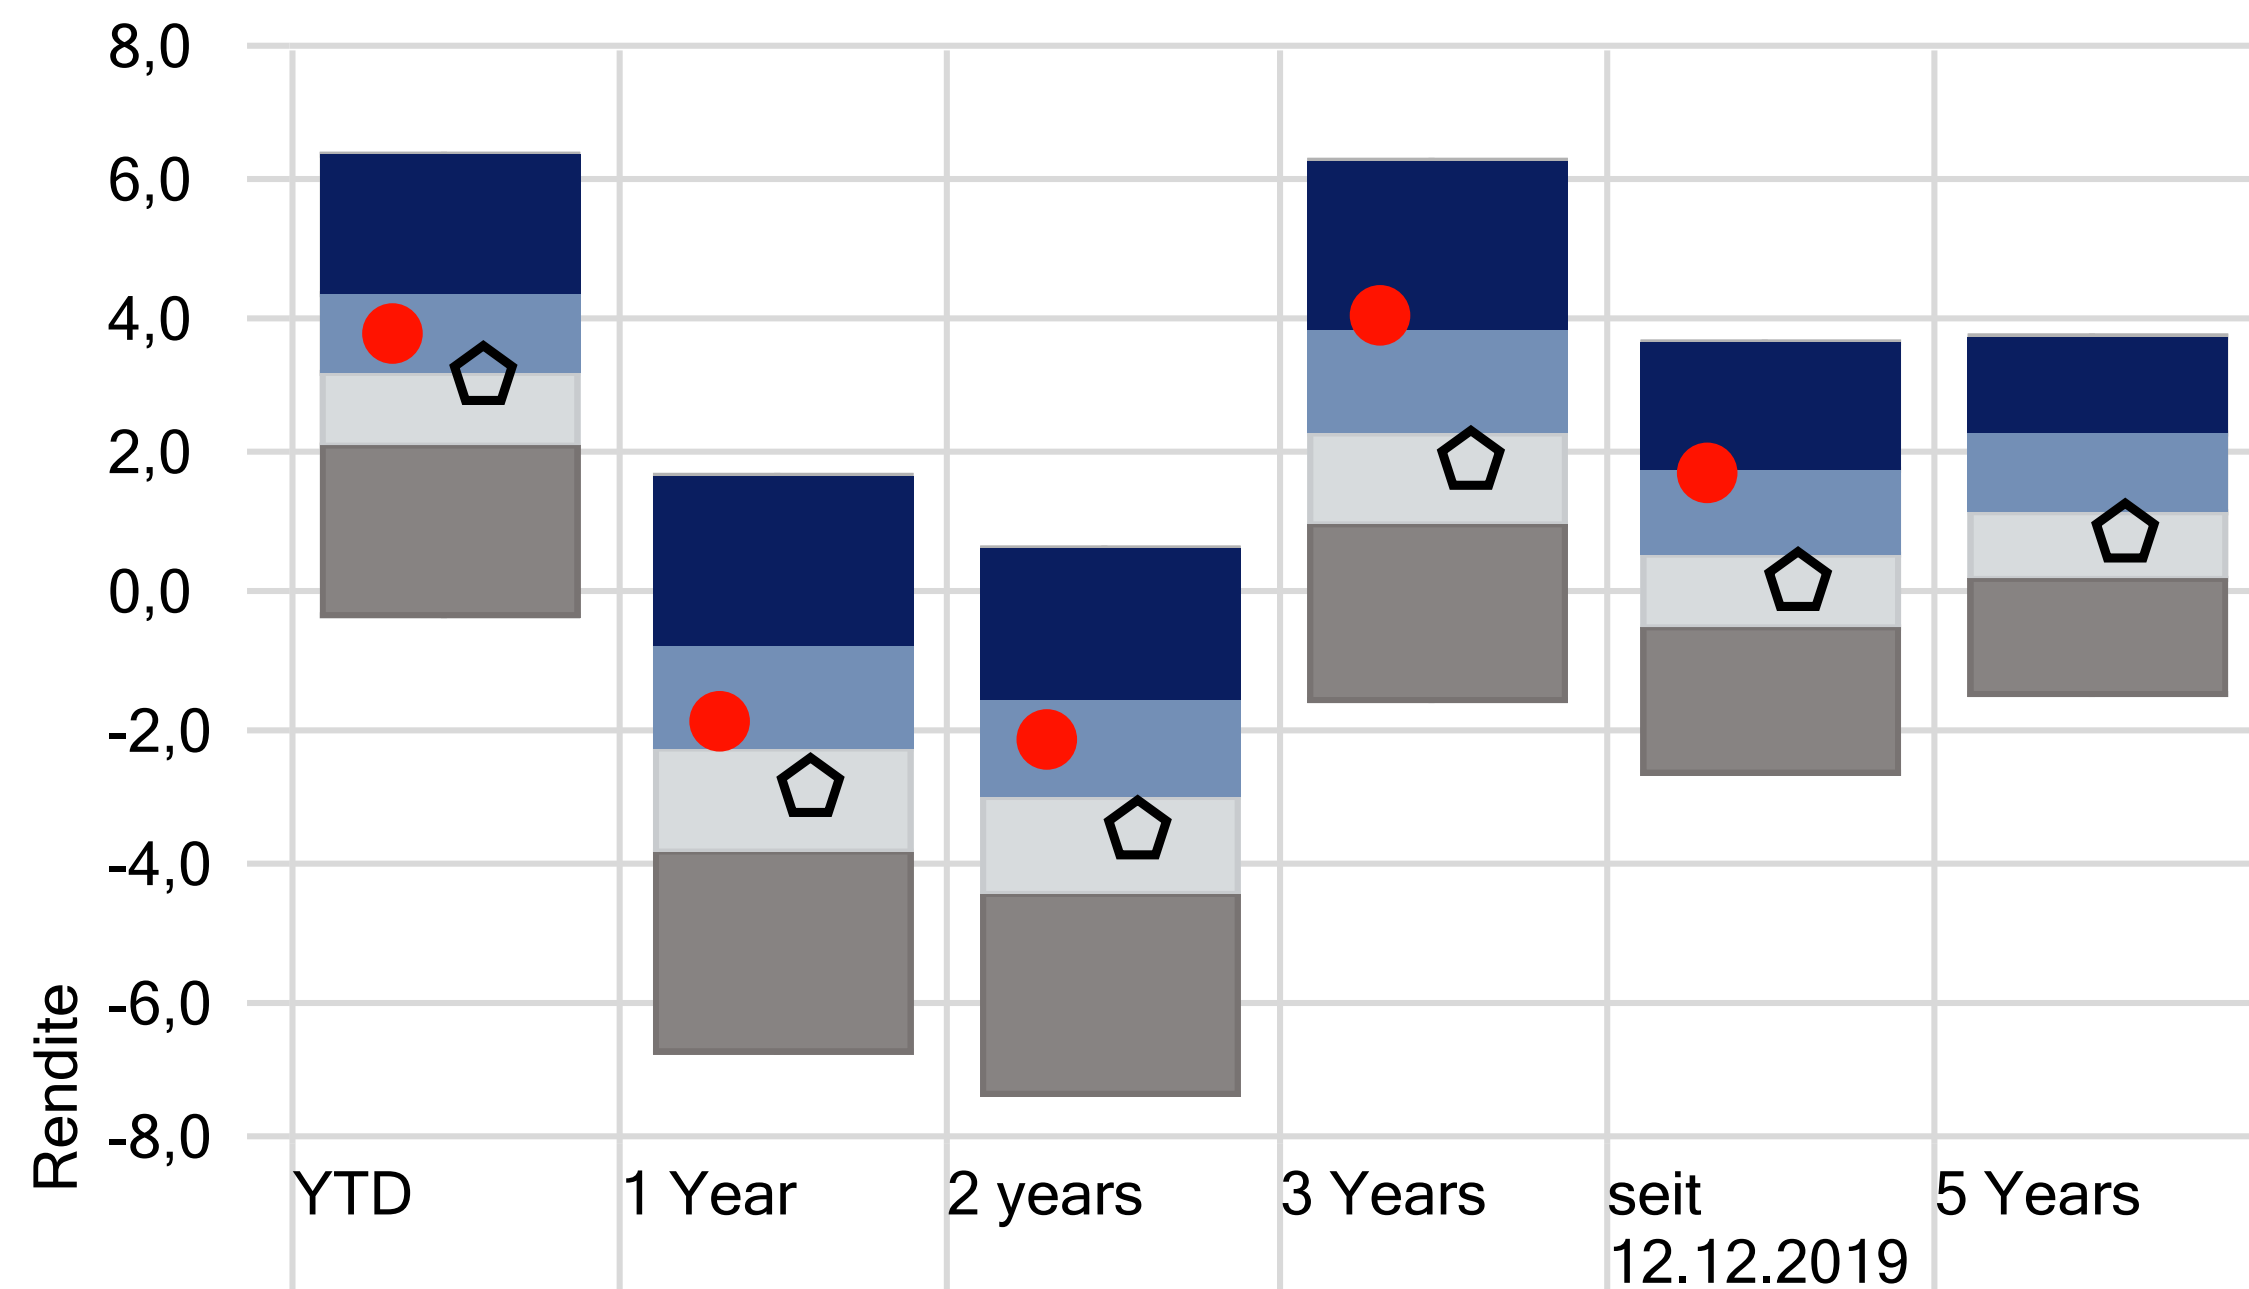 8,0
6,0
4,0
2,0
0,0
-2,0
-4,0
-6,0
-8,0
Rendite
YTD
1 Year
2 years
3 Years
seit
12.12.2019
5 Years